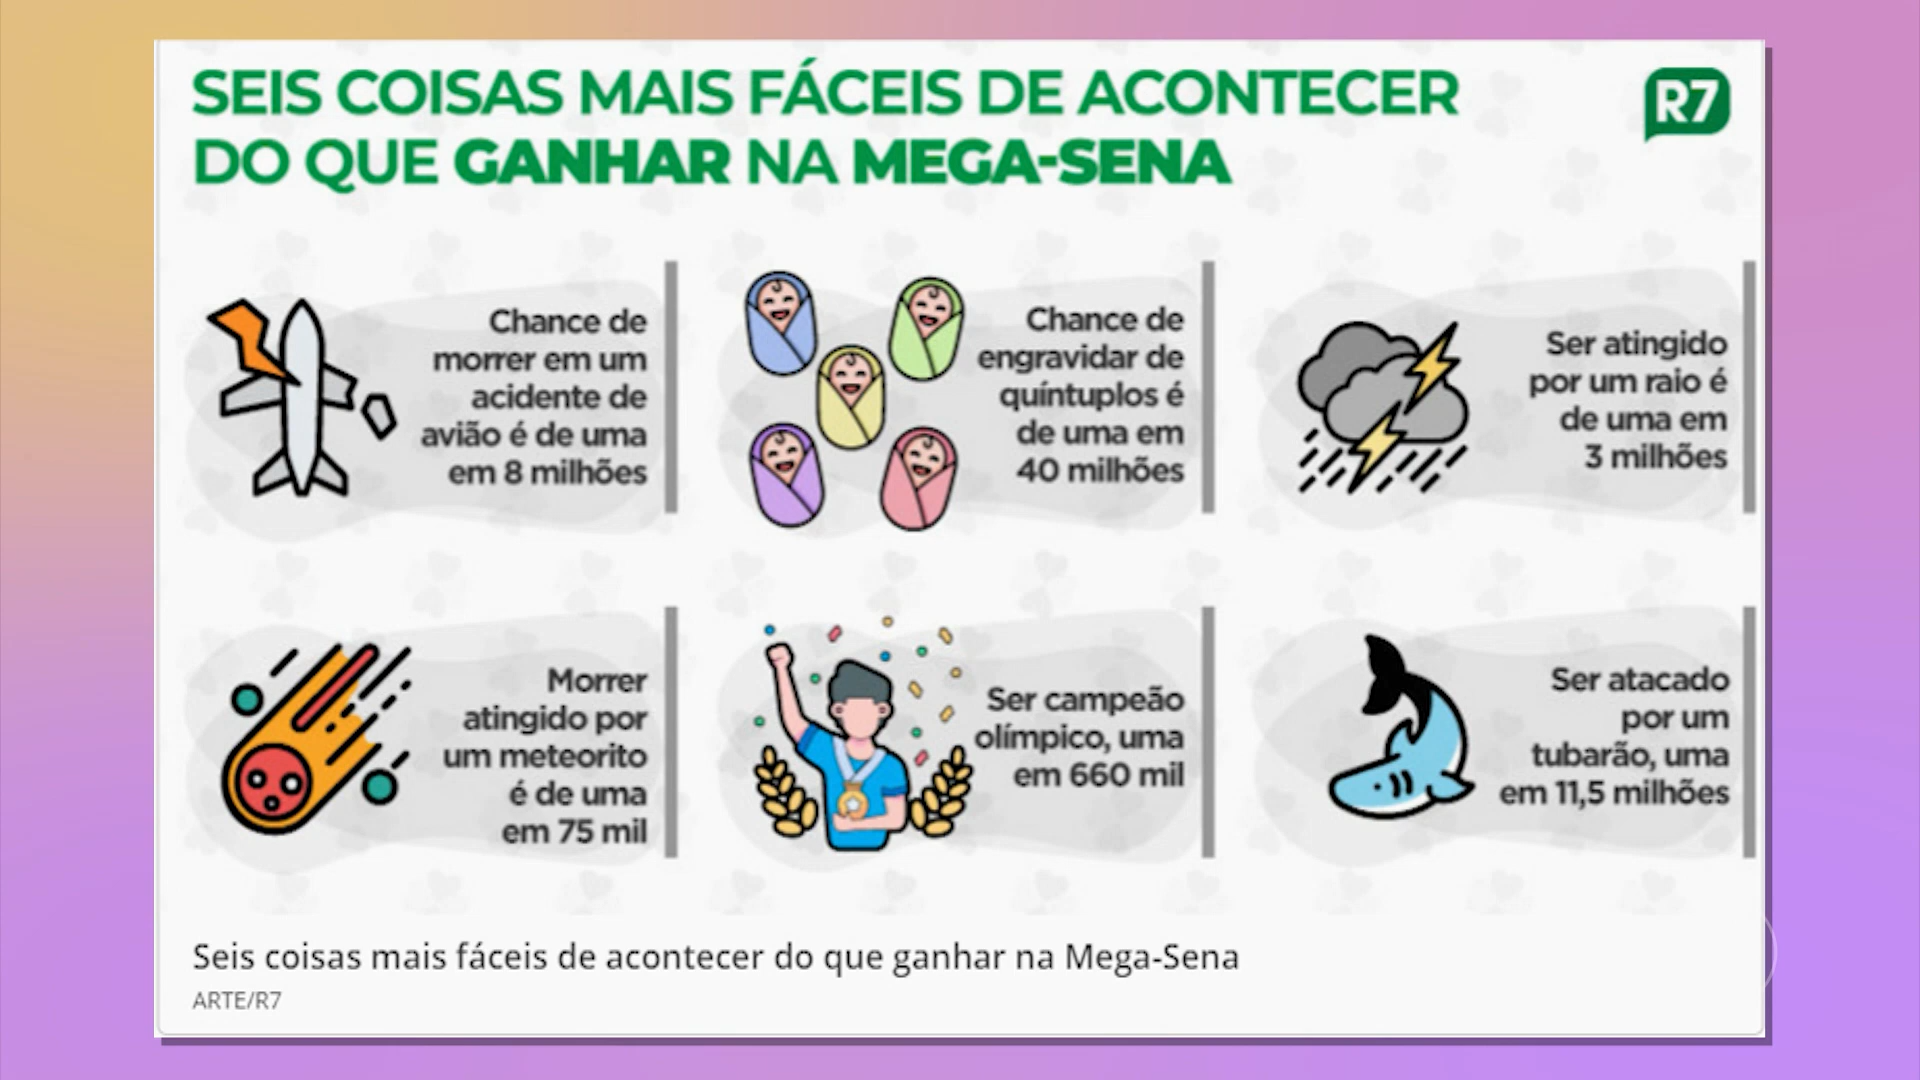 SEIS COISAS MAIS FÁCEIS DE ACONTECER
DO QUE GANHAR NA MEGA-SENA
R7
Chance de
morrer em um
acidente de
avião é de uma
em 8 milhões
Chance de
engravidar de
quíntuplos é
de uma em
40 milhões
Ser atingido
por um raio é
de uma em
3 milhões
Morrer
atingido por
um meteorito
é de uma
em 75 mil
Ser campeão
olímpico, uma
em 660 mil
Ser atacado
por um
tubarão, uma
em 11,5 milhões
Seis coisas mais fáceis de acontecer do que ganhar na Mega-Sena
ARTE/R7